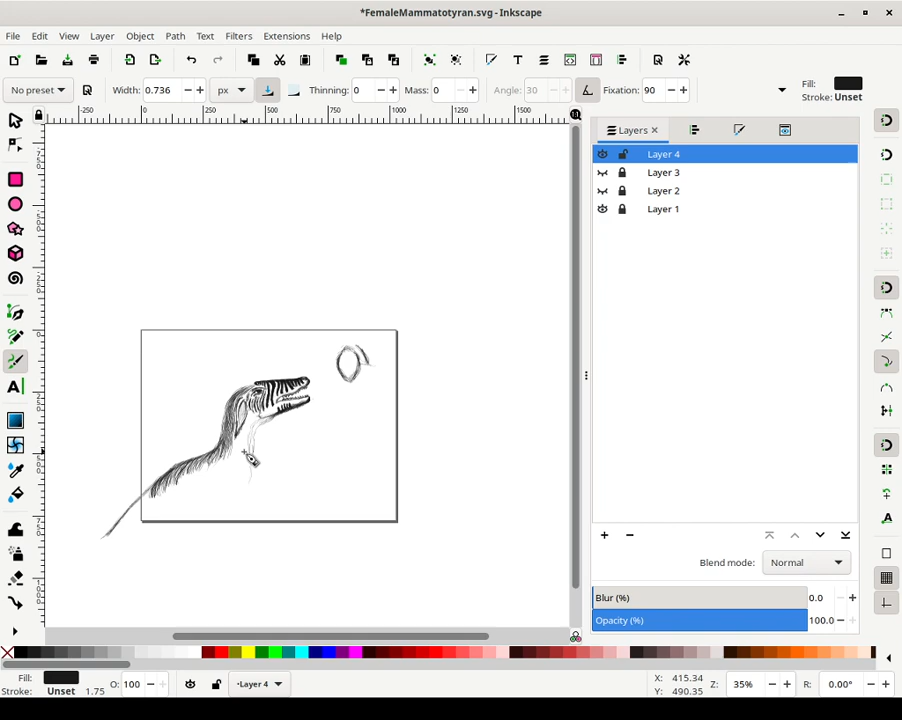 *FemaleMammatotyran.svg - Inkscape
File Edit View Layer Object Path Text Filters Extensions Help
No preset Width: 0.736 px Thinning: 0 Mass: 0 Angle: 30 Fixation: 90 Fill:
Stroke: Unset
-250 0 250 500 750 1000 1250 1500
Layers
Layer 4
Layer 3
Layer 2
Layer 1
Blend mode: Normal
Blur (%) 0.0
Opacity (%) 100.0
Fill:
Stroke: Unset 1.75 O: 100 •Layer 4 X: 415.34
Y: 490.35 Z: 35% R: 0.00°